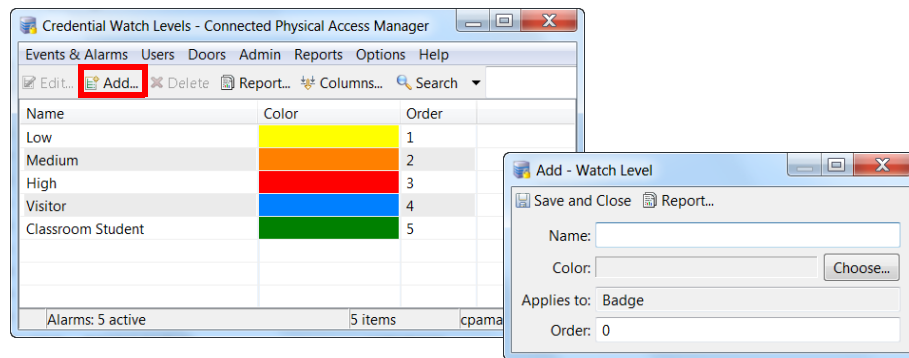 Credential Watch Levels - Connected Physical Access Manager
Events & Alarms Users Doors Admin Reports Options Help
Edit... Add... Delete Report... Columns... Search
Name Color Order
Low 1
Medium 2
High 3
Visitor 4
Classroom Student 5
Alarms: 5 active 5 items cpama
Add - Watch Level
Save and Close Report...
Name:
Color: Choose...
Applies to: Badge
Order: 0